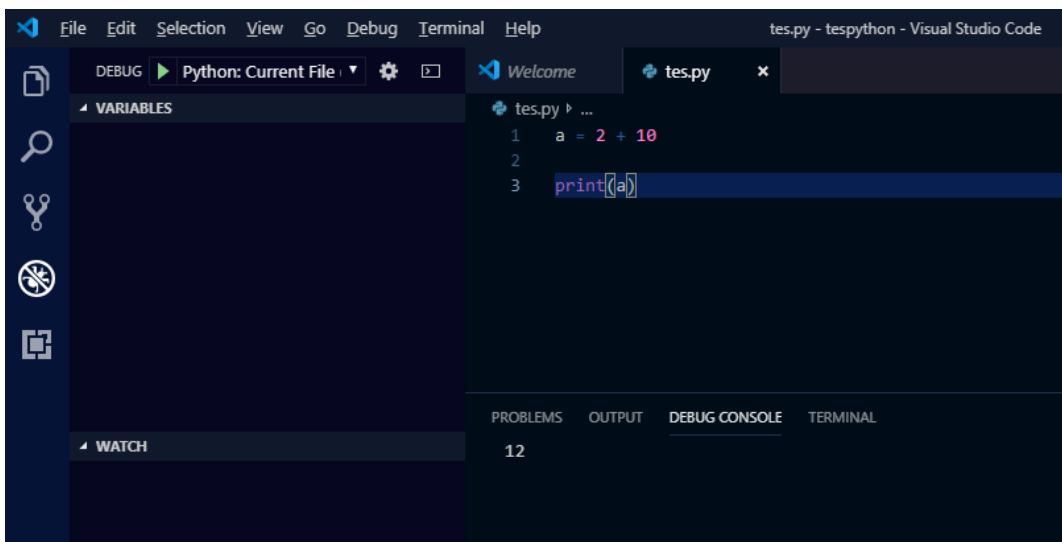 File Edit Selection View Go Debug Terminal Help tes.py - tespython - Visual Studio Code
DEBUG Python: Current File
VARIABLES
WATCH
Welcome tes.py ×
tes.py ...
1 a = 2 + 10
2
3 print(a)
PROBLEMS OUTPUT DEBUG CONSOLE TERMINAL
12